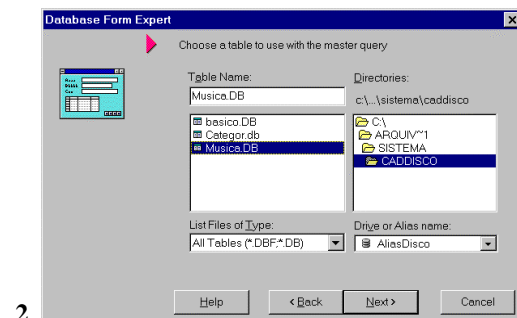 Database Form Expert
Choose a table to use with the master query
Table Name:
Musica.DB
basico.DB
Categor.db
Musica.DB
List Files of Type:
All Tables (*.DBF;*.DB)
Directories:
c:\...\sistema\caddisco
C:\
ARQUIV~1
SISTEMA
CADDISCO
Drive or Alias name:
AliasDisco
Help
< Back
Next >
Cancel
2